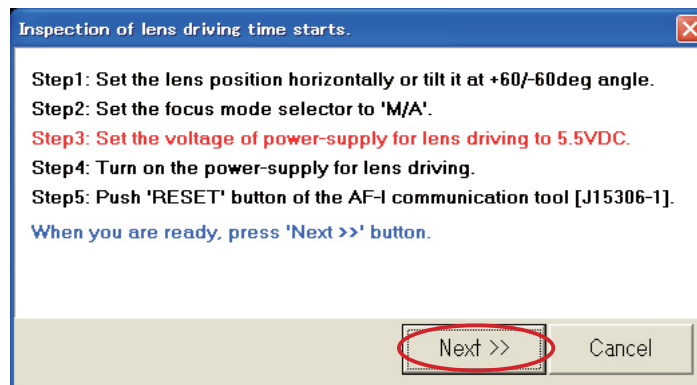 Inspection of lens driving time starts.
Step1: Set the lens position horizontally or tilt it at +60/-60deg angle.
Step2: Set the focus mode selector to 'M/A'.
Step3: Set the voltage of power-supply for lens driving to 5.5VDC.
Step4: Turn on the power-supply for lens driving.
Step5: Push 'RESET' button of the AF-I communication tool [J15306-1].
When you are ready, press 'Next >>' button.
Next >>
Cancel